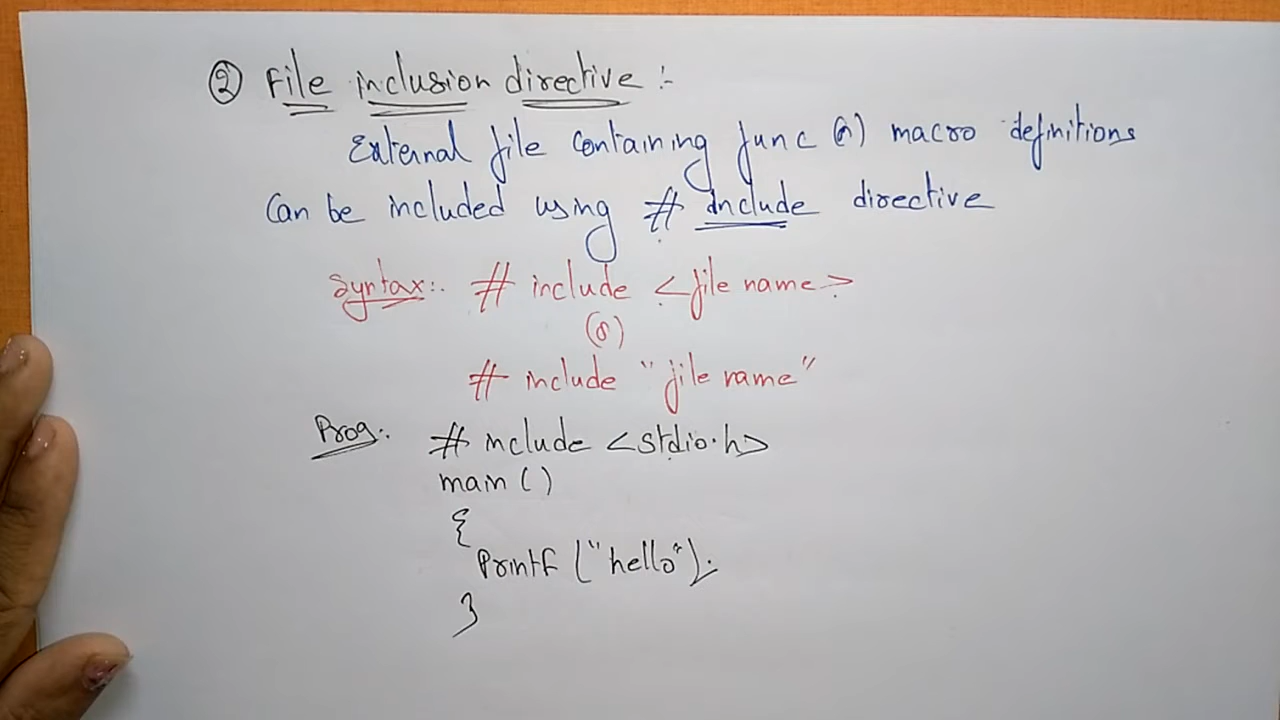 ② File inclusion directive :-
External file containing func (or) macro definitions
Can be included using # include directive
Syntax:. # include <file name>
(or)
# include "file name"
Prog:. # include <stdio.h>
main ( )
{
Printf ("hello");
}